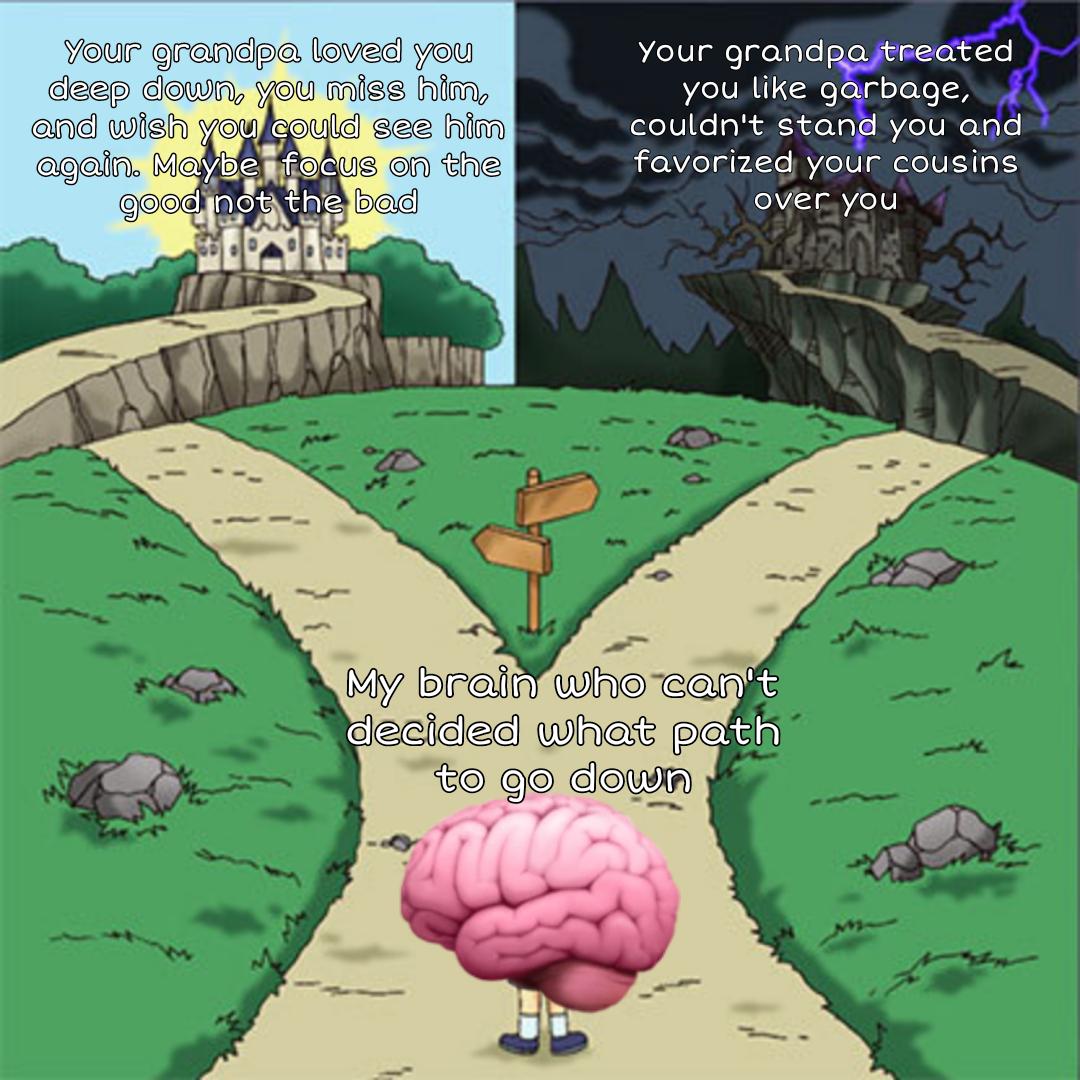 Your grandpa loved you
deep down, you miss him,
and wish you could see him
again. Maybe focus on the
good not the bad
Your grandpa treated
you like garbage,
couldn't stand you and
favorized your cousins
over you
My brain who can't
decided what path
to go down